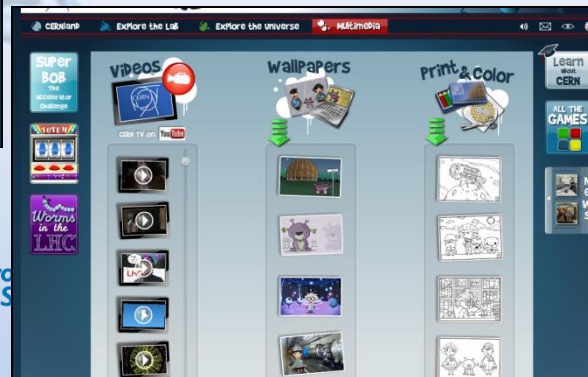 CERNland Explore the Lab Explore the Universe Multimedia
Super
BOB
The
accelerator
challenge
Worms
in the
LHC
Videos
CERN TV on: YouTube
Wallpapers
Print & Color
Learn
about
CERN
ALL THE
GAMES